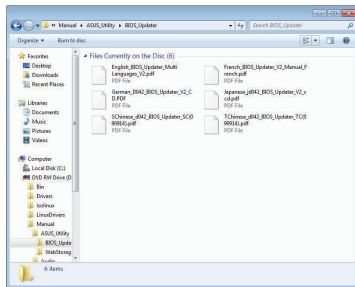 Manual ▸ ASUS_Utility ▸ BIOS_Updater
Search BIOS_Updater
Organize
Burn to disc
Favorites
Desktop
Downloads
Recent Places
Libraries
Documents
Music
Pictures
Videos
Computer
Local Disk (C:)
DVD RW Drive (D
Bin
Drivers
isolinux
LinuxDrivers
Manual
ASUS_Utility
BIOS_Upda
WebStorag
Audio
Files Currently on the Disc (6)
English_BIOS_Updater_Multi
Languages_V2.pdf
PDF File
French_BIOS_Updater_V2_Manual_F
rench.pdf
PDF File
German_D042_BIOS_Updater_V2_C
D.PDF
PDF File
Japanese_jd042_BIOS_Updater_V2_s
cd.pdf
PDF File
SChinese_d042_BIOS_Updater_SC(0
90914).pdf
PDF File
TChinese_d042_BIOS_Updater_TC(0
90914).pdf
PDF File
6 items